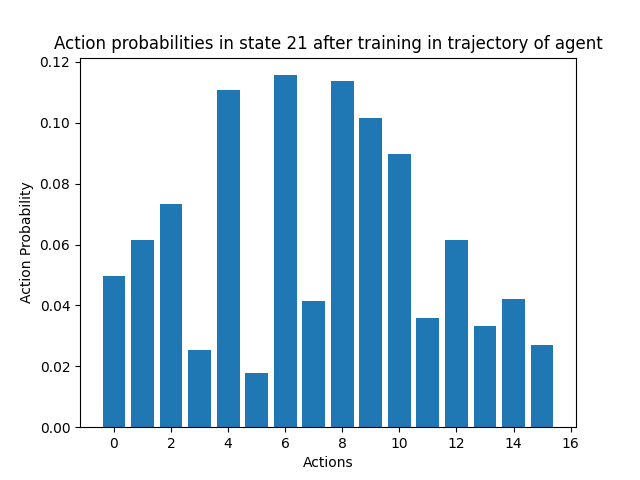 Action probabilities in state 21 after training in trajectory of agent
0.12
0.10
0.08
0.06
0.04
0.02
0.00
Action Probability
0 2 4 6 8 10 12 14 16
Actions